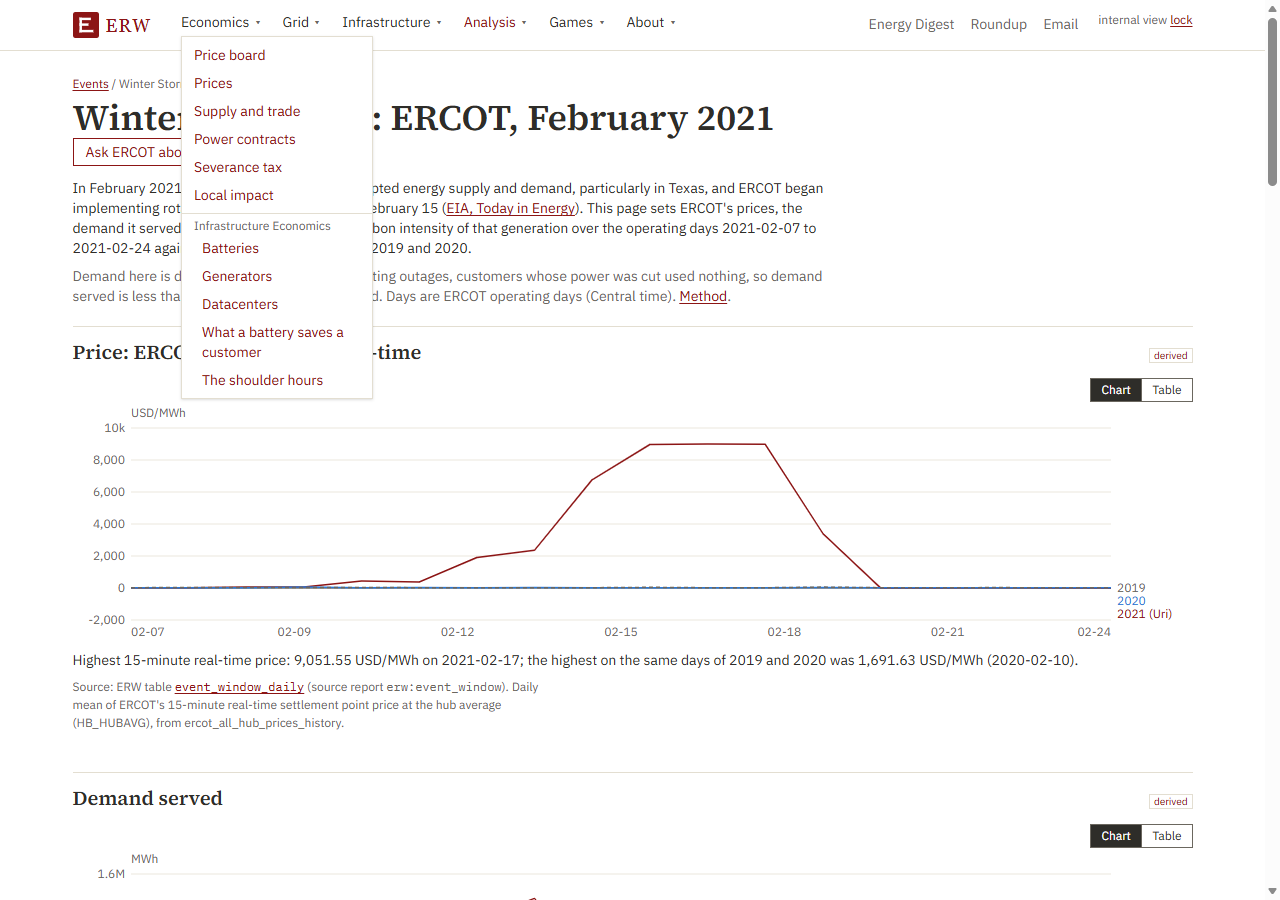 E ERW Economics Grid Infrastructure Analysis Games About Energy Digest Roundup Email internal view lock
Price board
Prices
Supply and trade
Power contracts
Severance tax
Local impact
Infrastructure Economics
Batteries
Generators
Datacenters
What a battery saves a
customer
The shoulder hours
Events / Winter
: ERCOT, February 2021
Ask ERCOT
In February 2021 energy supply and demand, particularly in Texas, and ERCOT began
implementing February 15 (EIA, Today in Energy). This page sets ERCOT's prices, the
demand it served intensity of that generation over the operating days 2021-02-07 to
2021-02-24 2019 and 2020.
Demand here is outages, customers whose power was cut used nothing, so demand
served is less Days are ERCOT operating days (Central time). Method.
Price: -time
derived
Chart Table
USD/MWh
10k
8,000
6,000
4,000
2,000
0
-2,000
02-07 02-09 02-12 02-15 02-18 02-21 02-24
2019
2020
2021 (Uri)
Highest 15-minute real-time price: 9,051.55 USD/MWh on 2021-02-17; the highest on the same days of 2019 and 2020 was 1,691.63 USD/MWh (2020-02-10).
Source: ERW table event_window_daily (source report erw:event_window). Daily
mean of ERCOT's 15-minute real-time settlement point price at the hub average
(HB_HUBAVG), from ercot_all_hub_prices_history.
Demand served
derived
Chart Table
MWh
1.6M